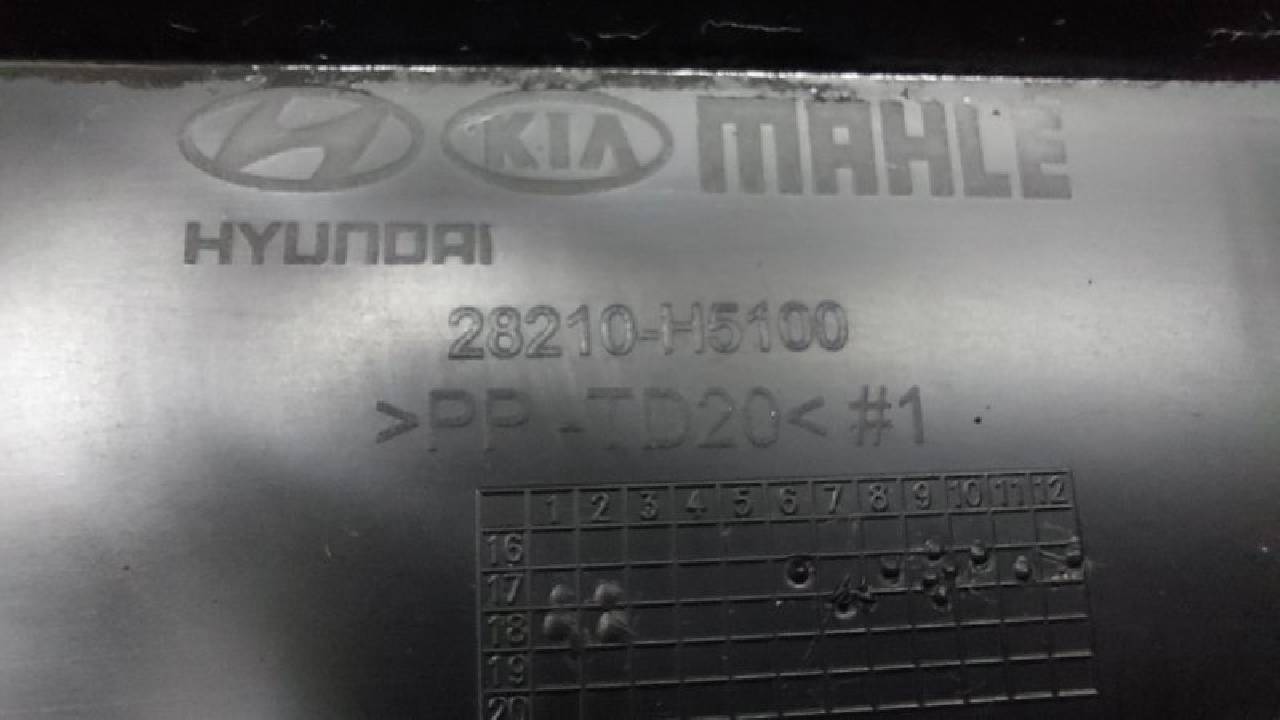 KIA MAHLE
HYUNDAI
28210-H5100
>PP-TD20< #1
1 2 3 4 5 6 7 8 9 10 11 12
16
17
18
19
20